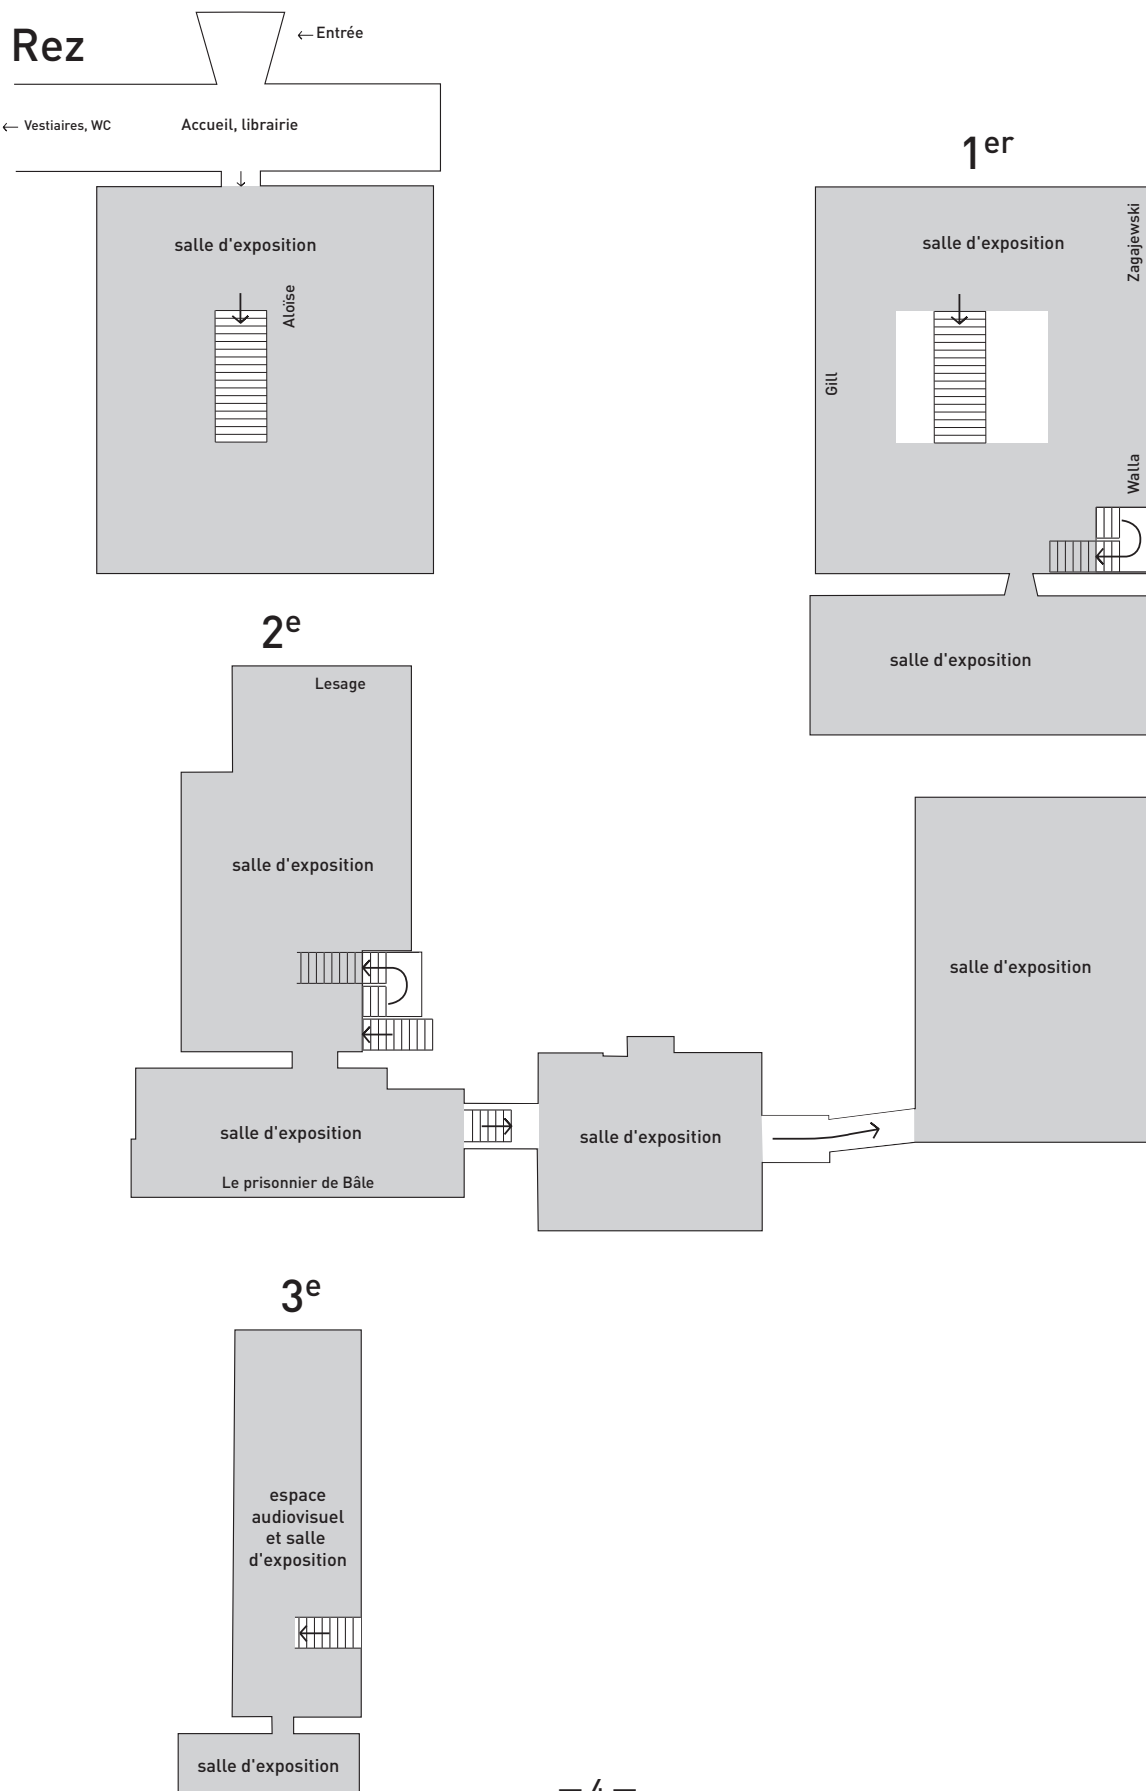 Rez
← Entrée
← Vestiaires, WC
Accueil, librairie
salle d'exposition
Aloïse
1er
salle d'exposition
Zagajewski
Gill
Walla
salle d'exposition
2e
Lesage
salle d'exposition
salle d'exposition
Le prisonnier de Bâle
salle d'exposition
salle d'exposition
3e
espace
audiovisuel
et salle
d'exposition
salle d'exposition
— 4 —